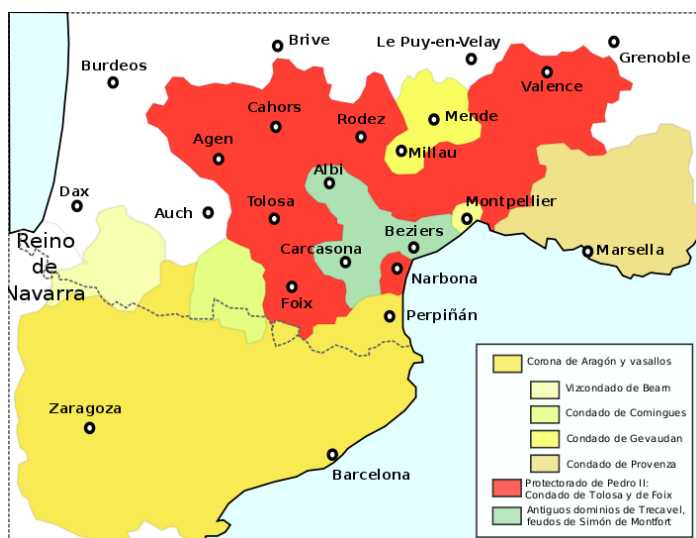 Brive
Le Puy-en-Velay
Grenoble
Burdeos
Valence
Cahors
Mende
Rodez
Agen
Millau
Albi
Dax
Auch
Tolosa
Montpellier
Beziers
Reino
de
Navarra
Carcasona
Marsella
Narbona
Foix
Perpiñán
Zaragoza
Barcelona
Corona de Aragón y vasallos
Vizcondado de Bearn
Condado de Comingues
Condado de Gevaudan
Condado de Provenza
Protectorado de Pedro II:
Condado de Tolosa y de Foix
Antiguos dominios de Trecavel,
feudos de Simón de Montfort